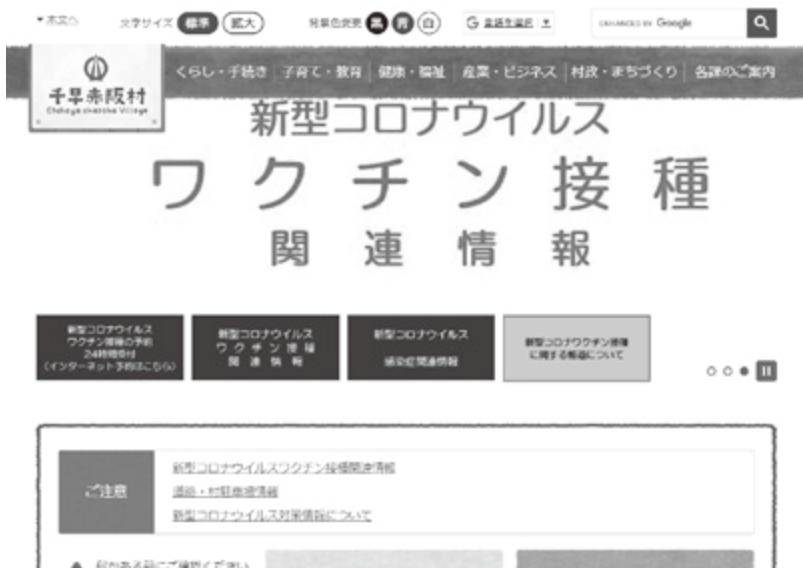 ▼本文へ 文字サイズ 標準 拡大 背景色変更 黒 青 白 G 言語を選択 ▼ ENHANCED BY Google
千早赤阪村
Chihaya akasaka Village
くらし・手続き 子育て・教育 健康・福祉 産業・ビジネス 村政・まちづくり 各課のご案内
新型コロナウイルス
ワクチン接種
関連情報
新型コロナウイルス
ワクチン接種の予約
24時間受付
(インターネット予約はこちら)
新型コロナウイルス
ワクチン接種
関連情報
新型コロナウイルス
感染症関連情報
新型コロナワクチン接種
に関する報道について
ご注意
新型コロナウイルスワクチン接種関連情報
道路・村駐車場情報
新型コロナウイルス対策情報について